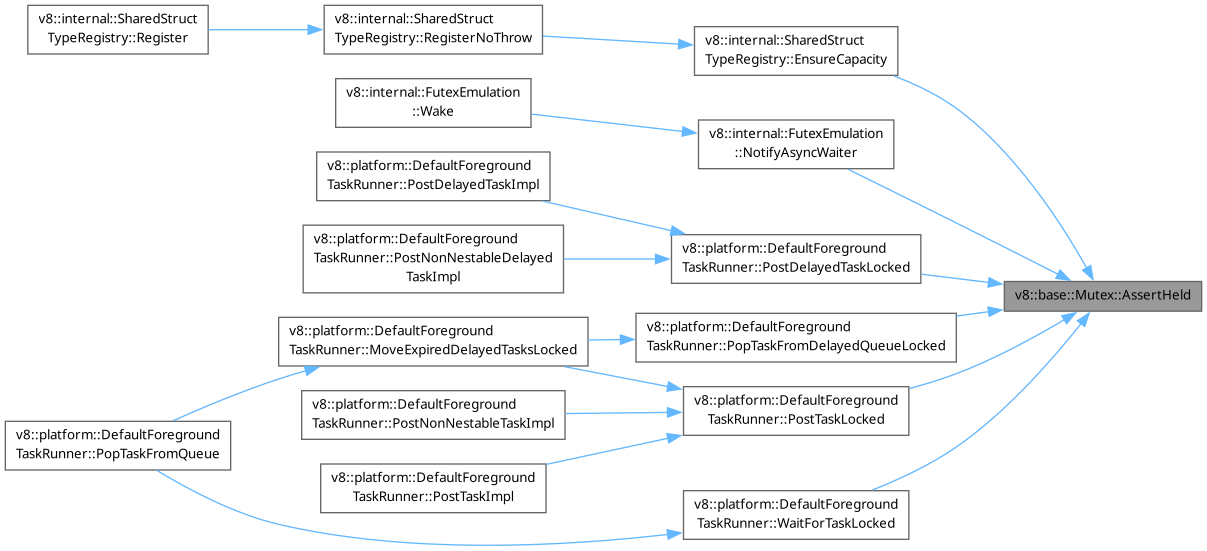 v8::internal::SharedStruct
TypeRegistry::Register
v8::internal::SharedStruct
TypeRegistry::RegisterNoThrow
v8::internal::SharedStruct
TypeRegistry::EnsureCapacity
v8::internal::FutexEmulation
::Wake
v8::internal::FutexEmulation
::NotifyAsyncWaiter
v8::platform::DefaultForeground
TaskRunner::PostDelayedTaskImpl
v8::platform::DefaultForeground
TaskRunner::PostNonNestableDelayed
TaskImpl
v8::platform::DefaultForeground
TaskRunner::PostDelayedTaskLocked
v8::base::Mutex::AssertHeld
v8::platform::DefaultForeground
TaskRunner::MoveExpiredDelayedTasksLocked
v8::platform::DefaultForeground
TaskRunner::PopTaskFromDelayedQueueLocked
v8::platform::DefaultForeground
TaskRunner::PostNonNestableTaskImpl
v8::platform::DefaultForeground
TaskRunner::PostTaskLocked
v8::platform::DefaultForeground
TaskRunner::PopTaskFromQueue
v8::platform::DefaultForeground
TaskRunner::PostTaskImpl
v8::platform::DefaultForeground
TaskRunner::WaitForTaskLocked